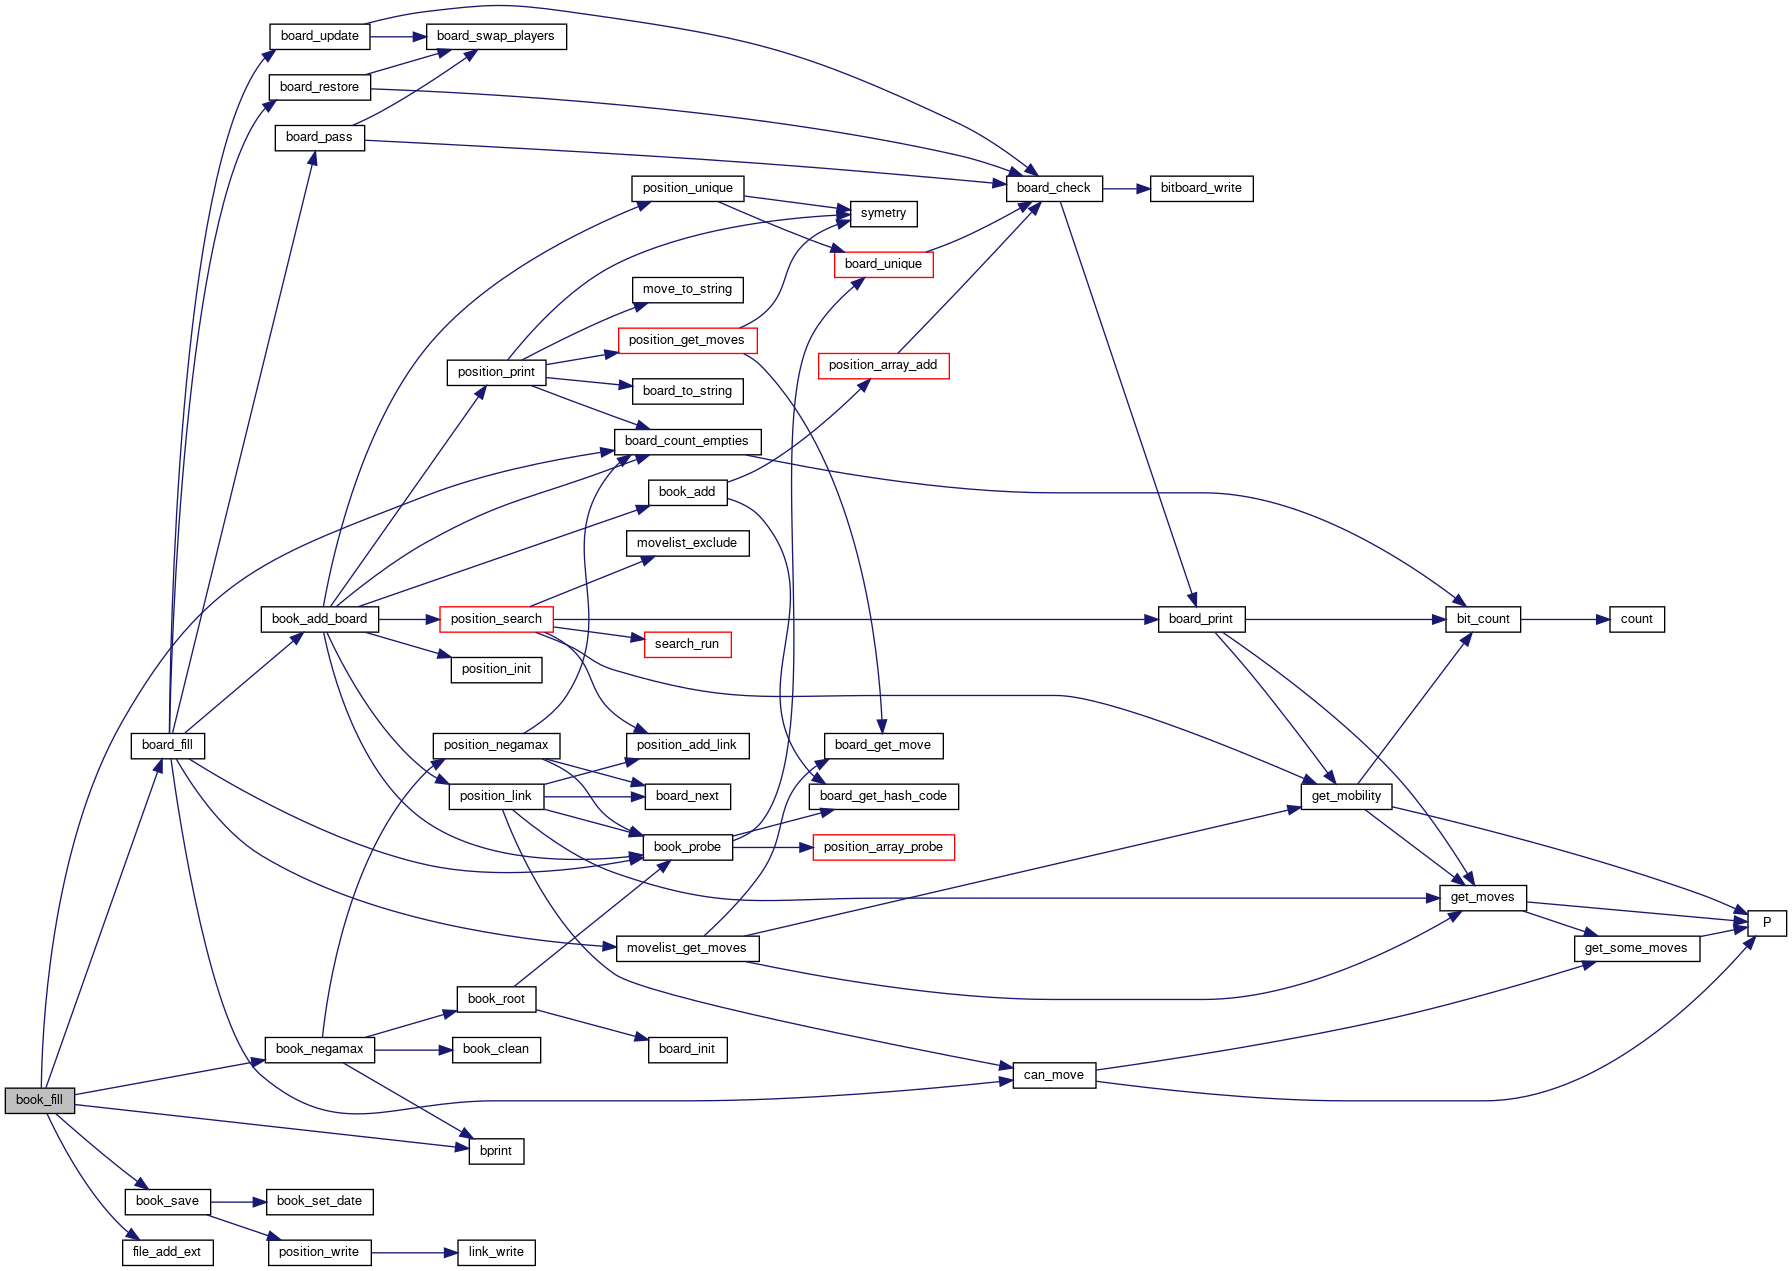 board_update
board_swap_players
board_restore
board_pass
position_unique
board_check
bitboard_write
symetry
board_unique
move_to_string
position_get_moves
position_array_add
position_print
board_to_string
board_count_empties
book_add
movelist_exclude
book_add_board
position_search
board_print
bit_count
count
search_run
position_init
board_fill
position_negamax
position_add_link
board_get_move
position_link
board_next
board_get_hash_code
get_mobility
book_probe
position_array_probe
get_moves
P
movelist_get_moves
get_some_moves
book_root
book_negamax
book_clean
board_init
can_move
book_fill
bprint
book_save
book_set_date
file_add_ext
position_write
link_write